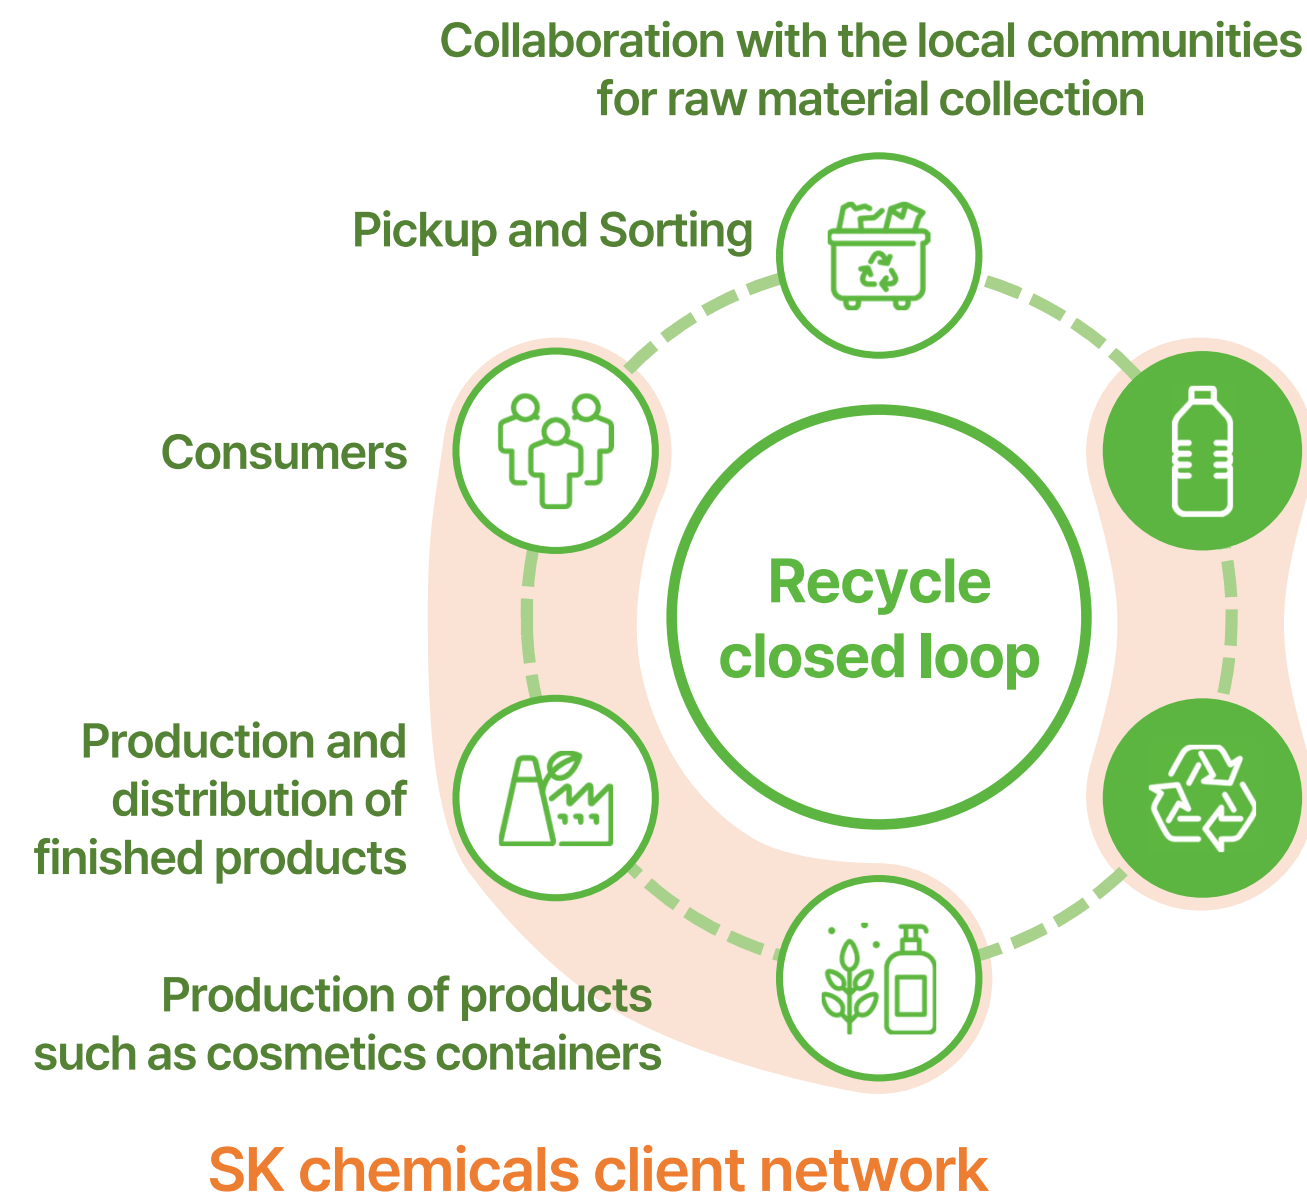 Collaboration with the local communities
for raw material collection
Pickup and Sorting
Consumers
Recycle
closed loop
Production and
distribution of
finished products
Production of products
such as cosmetics containers
SK chemicals client network